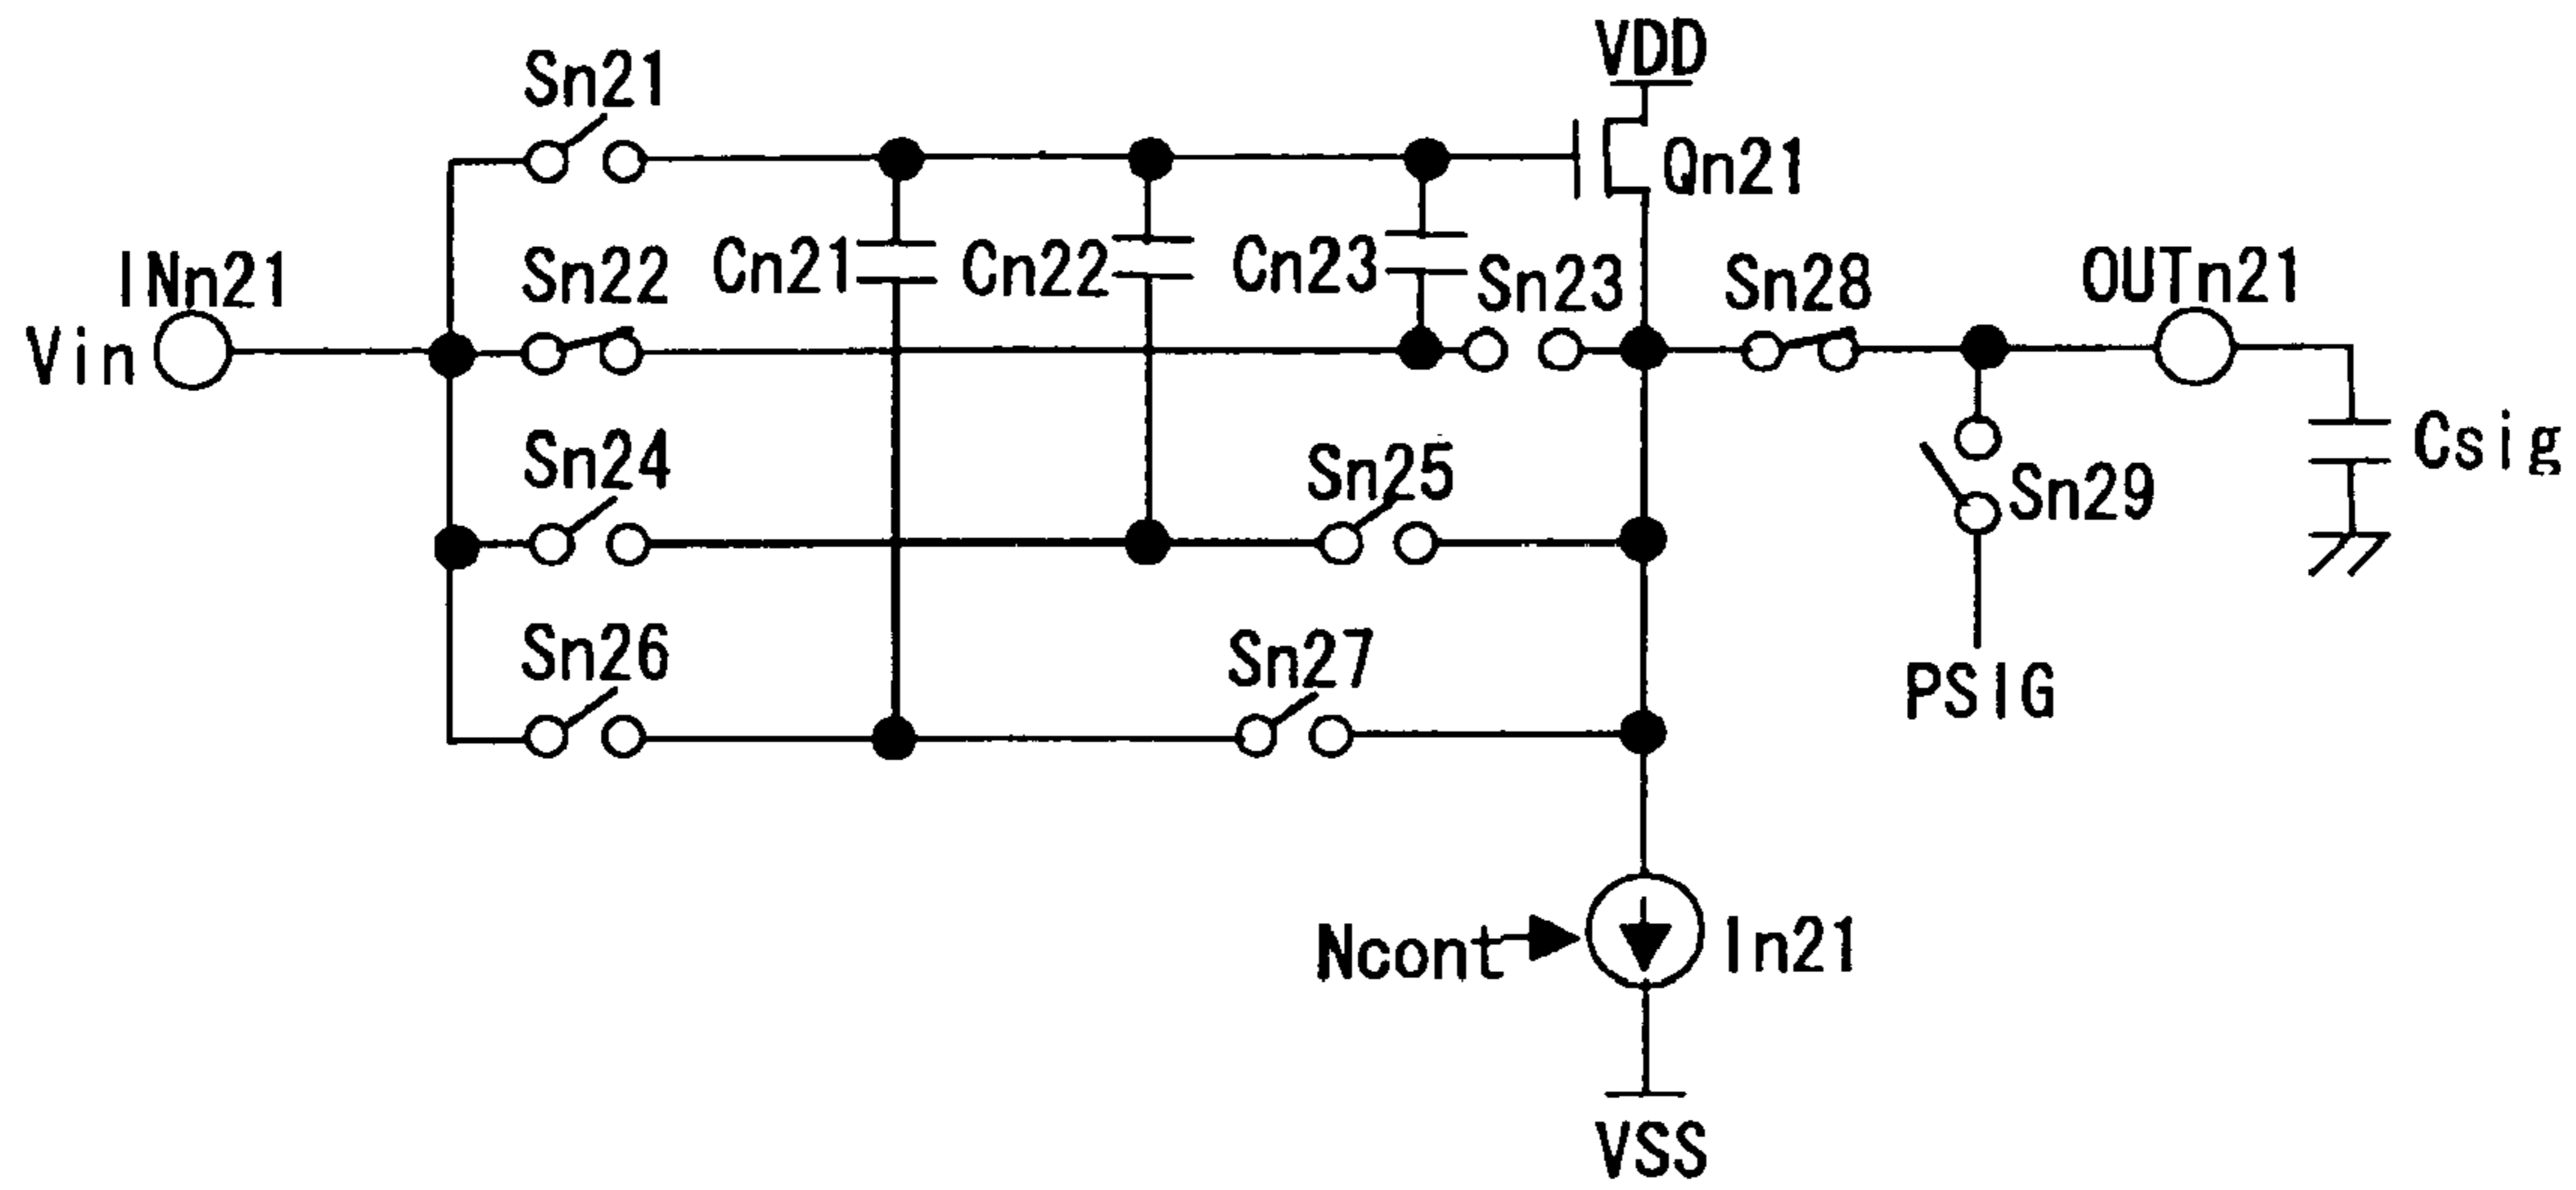 VDD
Sn21
Qn21
INn21
Sn22
Cn21
Cn22
Cn23
Sn23
Sn28
OUTn21
Vin
Sn24
Sn25
Csig
Sn29
Sn26
Sn27
PSIG
Ncont
In21
VSS